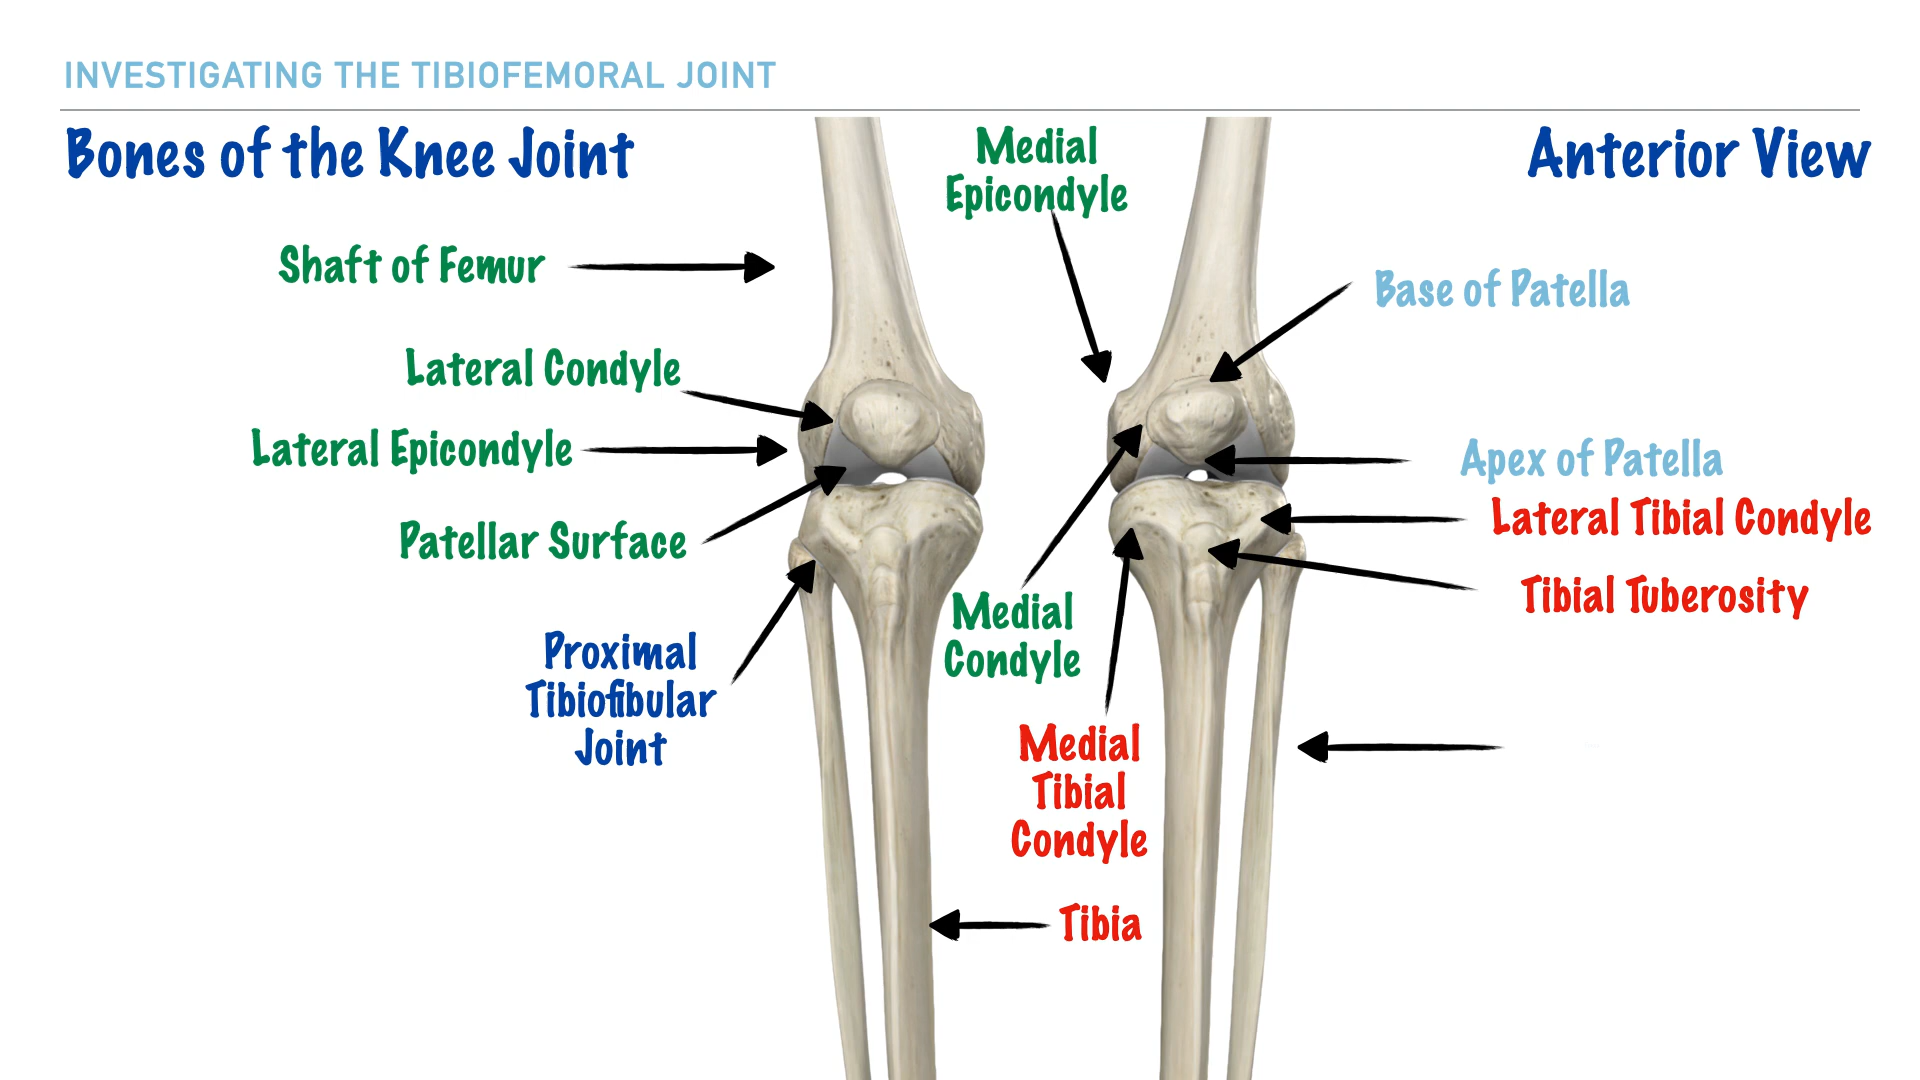 INVESTIGATING THE TIBIOFEMORAL JOINT
Bones of the Knee Joint
Anterior View
Medial
Epicondyle
Shaft of Femur
Base of Patella
Lateral Condyle
Lateral Epicondyle
Apex of Patella
Lateral Tibial Condyle
Patellar Surface
Tibial Tuberosity
Medial
Condyle
Proximal
Tibiofibular
Joint
Medial
Tibial
Condyle
Tibia